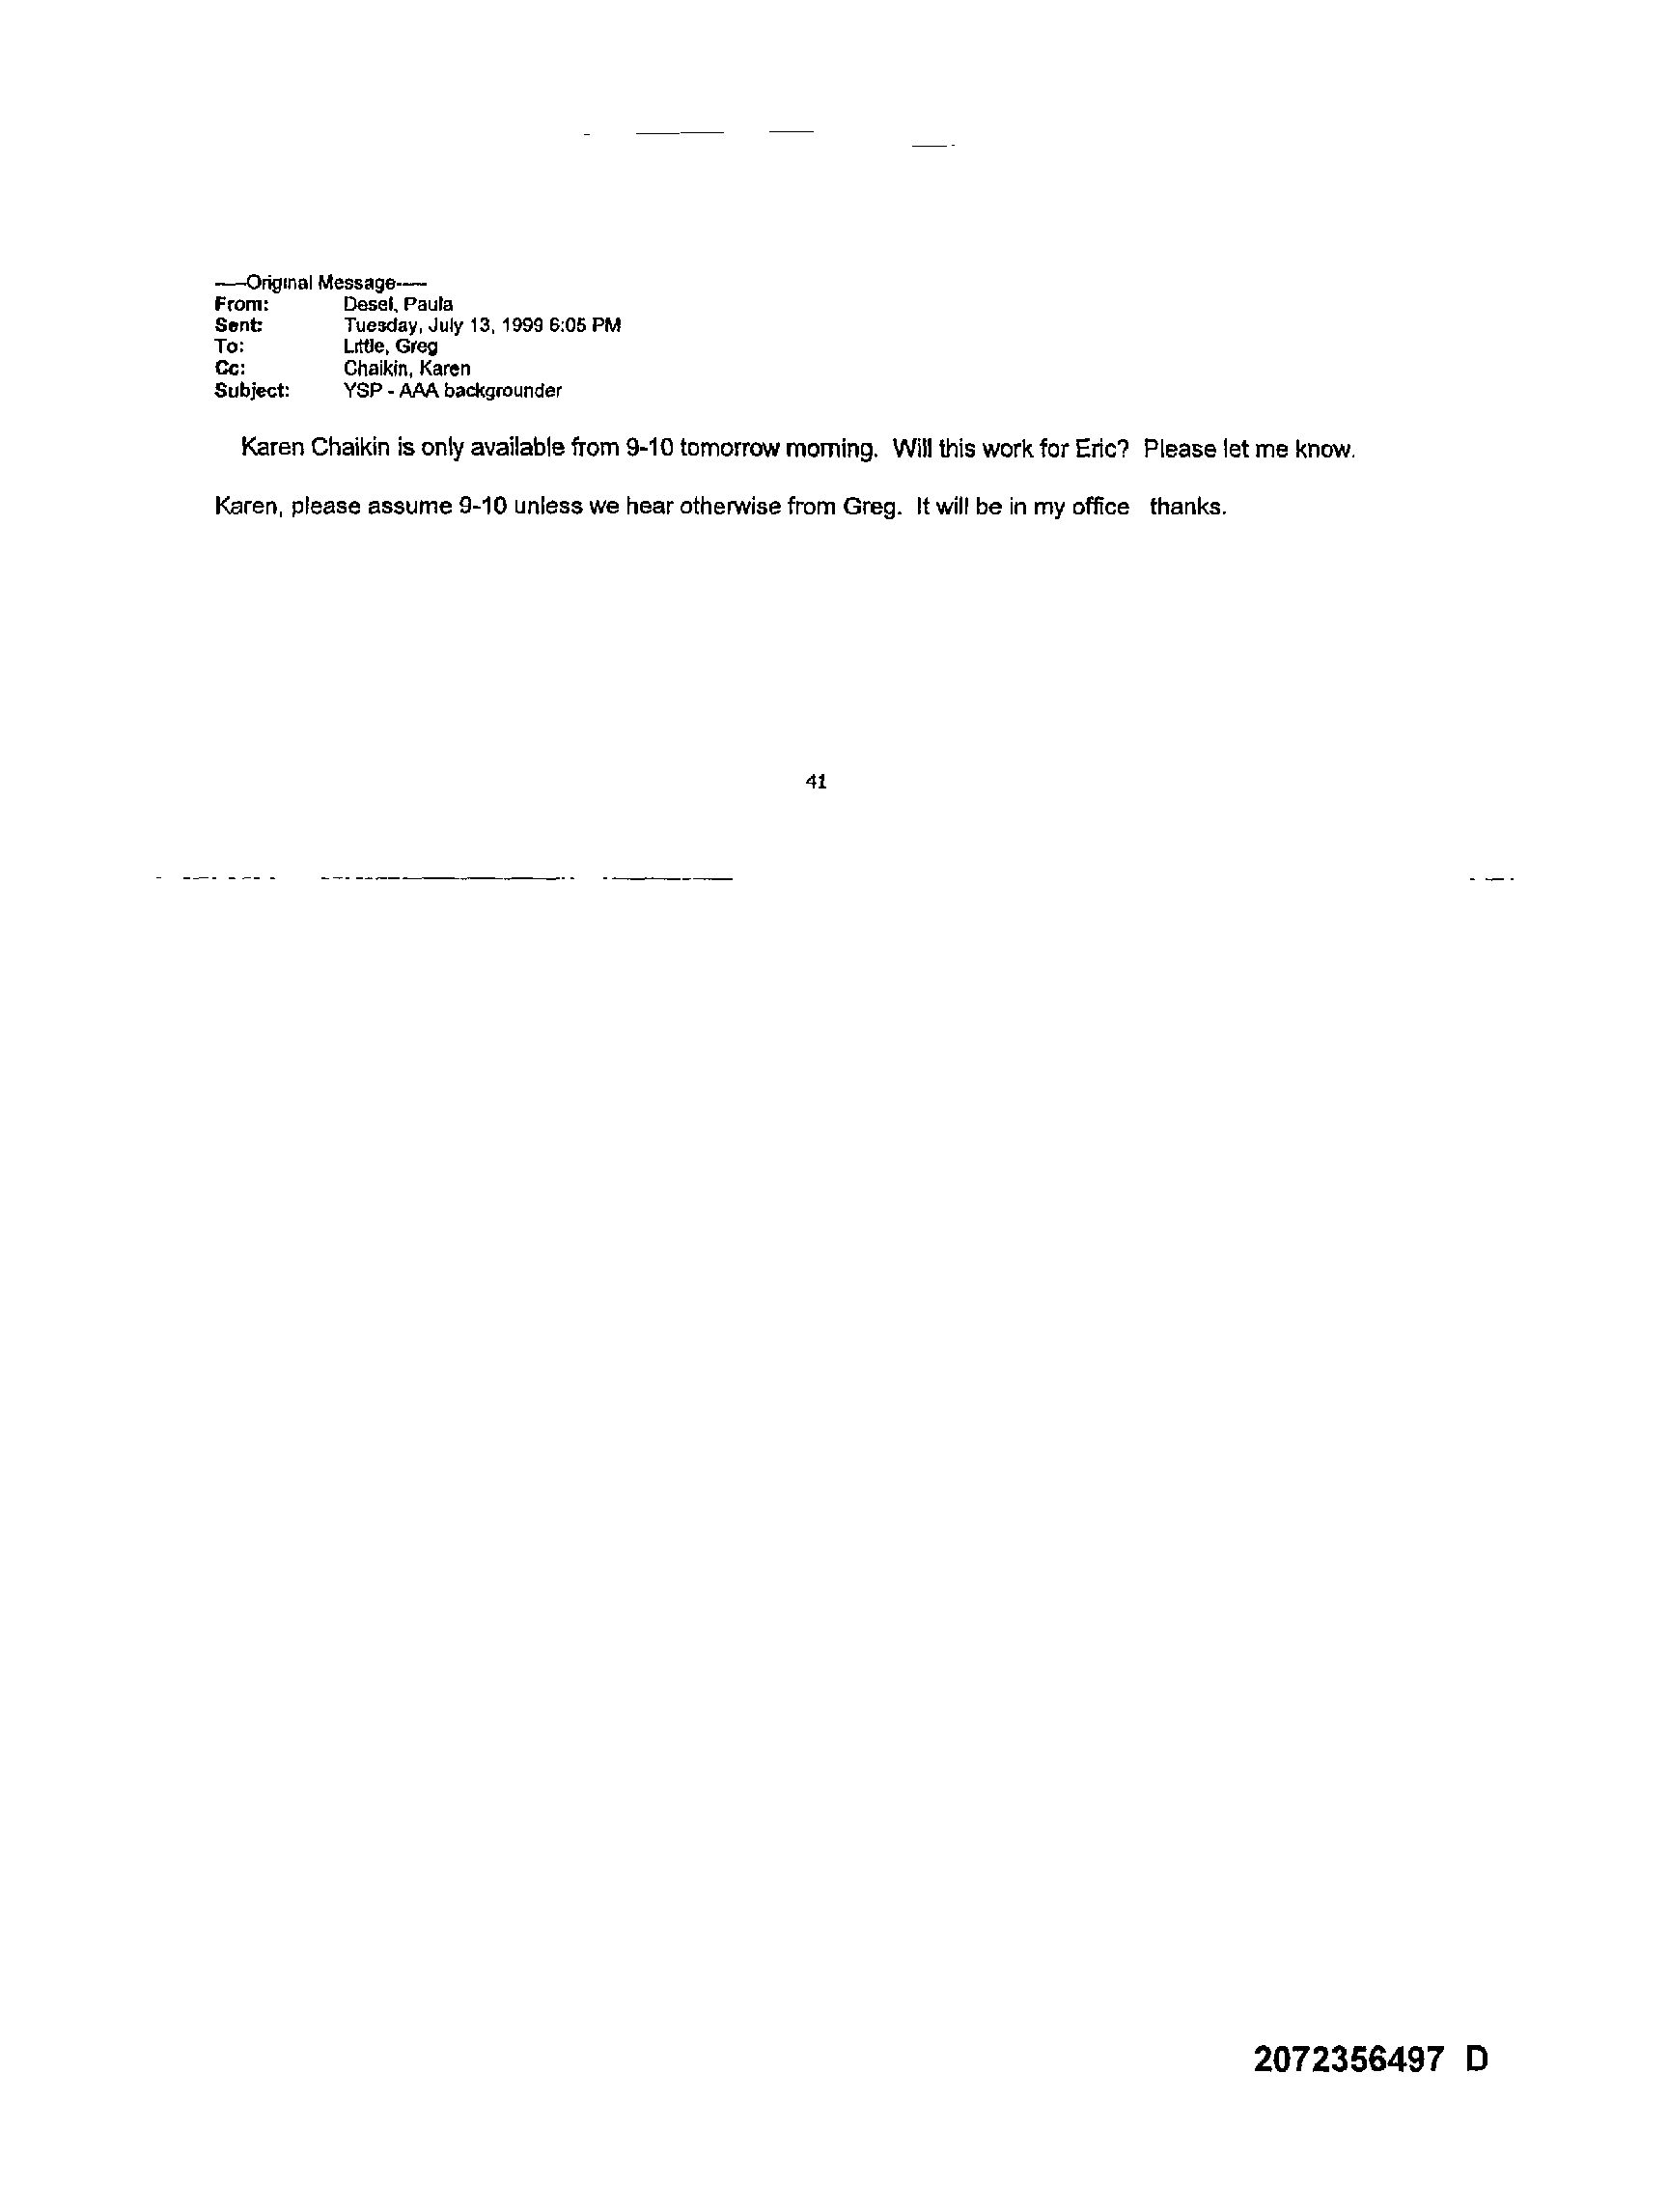 -----Original Message-----
From: Desel, Paula
Sent: Tuesday, July 13, 1999 6:05 PM
To: Little, Greg
Cc: Chaikin, Karen
Subject: YSP - AAA backgrounder
Karen Chaikin is only available from 9-10 tomorrow morning. Will this work for Eric? Please let me know.
Karen, please assume 9-10 unless we hear otherwise from Greg. It will be in my office thanks.
41
2072356497 D